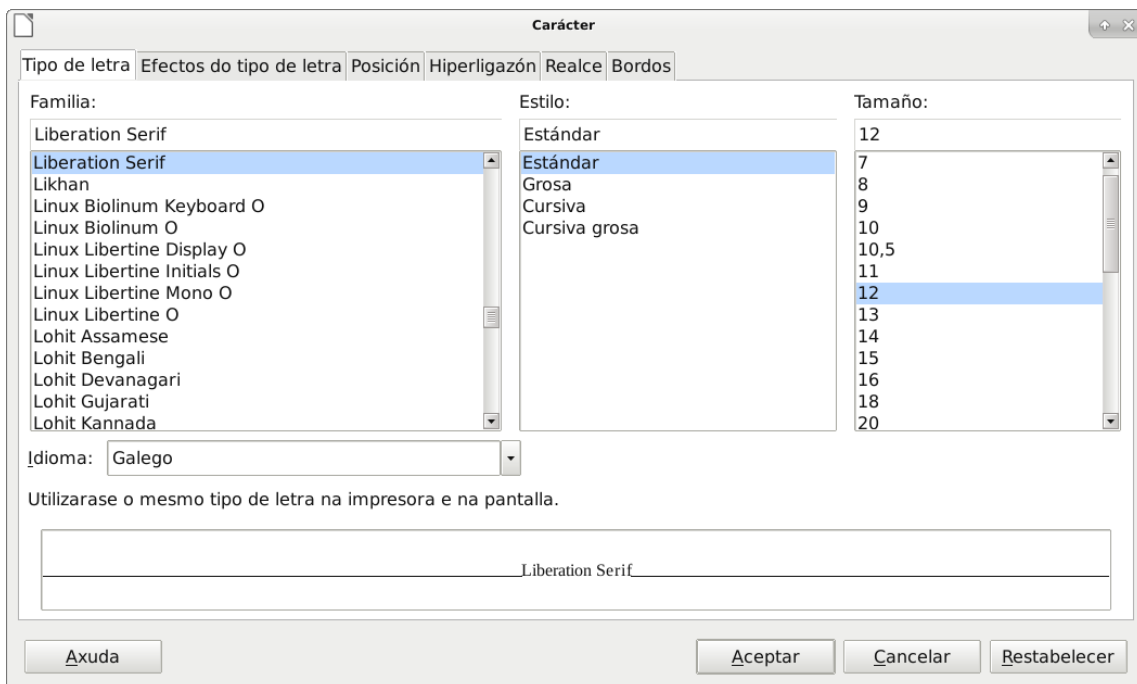 Carácter
Tipo de letra Efectos do tipo de letra Posición Hiperligazón Realce Bordos
Familia: Estilo: Tamaño:
Liberation Serif Estándar 12
Liberation Serif Estándar 7
Likhan Grosa 8
Linux Biolinum Keyboard O Cursiva 9
Linux Biolinum O Cursiva grosa 10
Linux Libertine Display O 10,5
Linux Libertine Initials O 11
Linux Libertine Mono O 12
Linux Libertine O 13
Lohit Assamese 14
Lohit Bengali 15
Lohit Devanagari 16
Lohit Gujarati 18
Lohit Kannada 20
Idioma: Galego
Utilizarase o mesmo tipo de letra na impresora e na pantalla.
Liberation Serif
Axuda Aceptar Cancelar Restabelecer